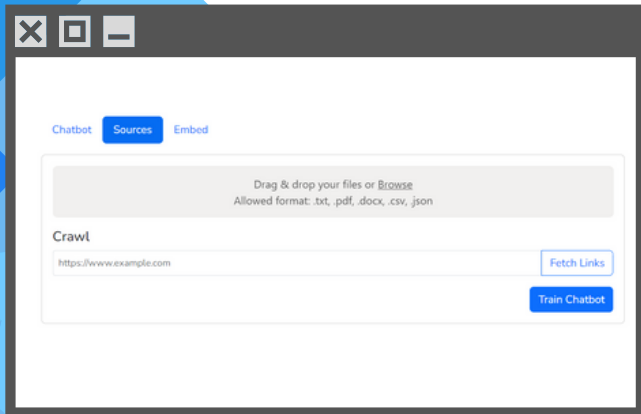 Chatbot Sources Embed
Drag & drop your files or Browse
Allowed format: .txt, .pdf, .docx, .csv, .json
Crawl
https://www.example.com Fetch Links
Train Chatbot